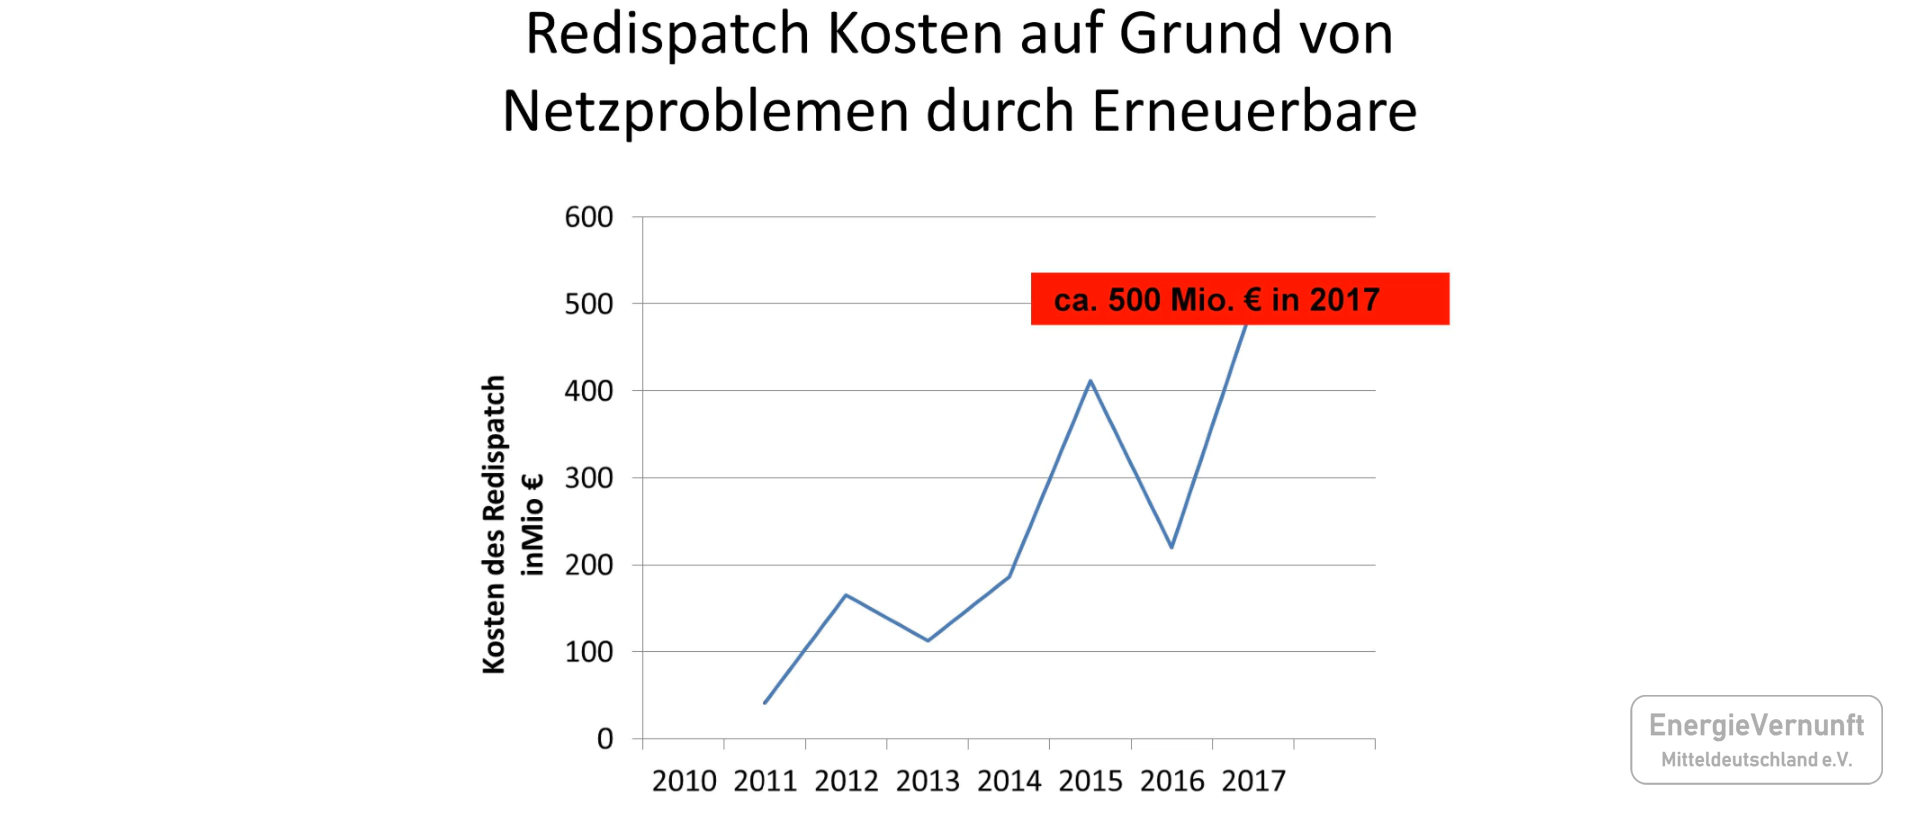 Redispatch Kosten auf Grund von
Netzproblemen durch Erneuerbare
600
500
400
300
200
100
0
ca. 500 Mio. € in 2017
Kosten des Redispatch
inMio €
2010 2011 2012 2013 2014 2015 2016 2017
EnergieVernunft
Mitteldeutschland e.V.